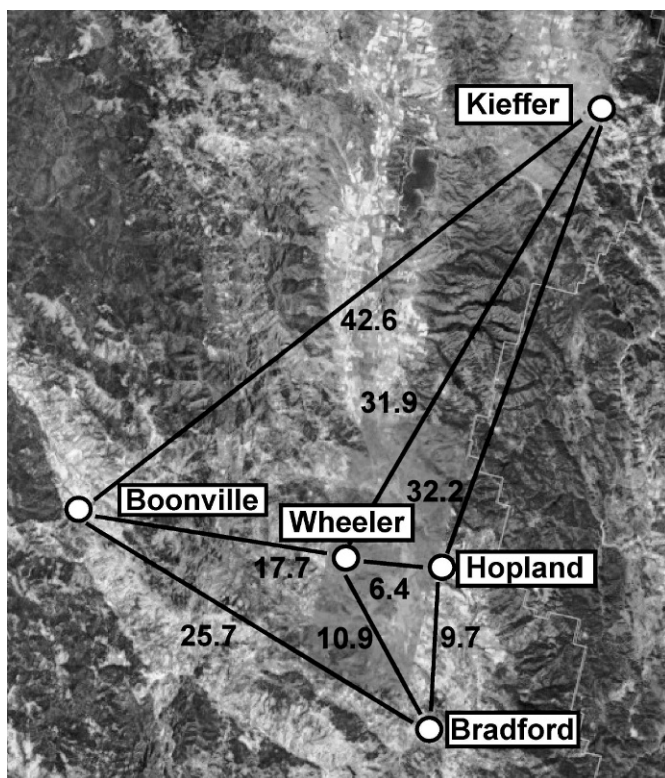 Kieffer
42.6
31.9
32.2
Boonville
Wheeler
17.7
6.4
Hopland
25.7
10.9
9.7
Bradford